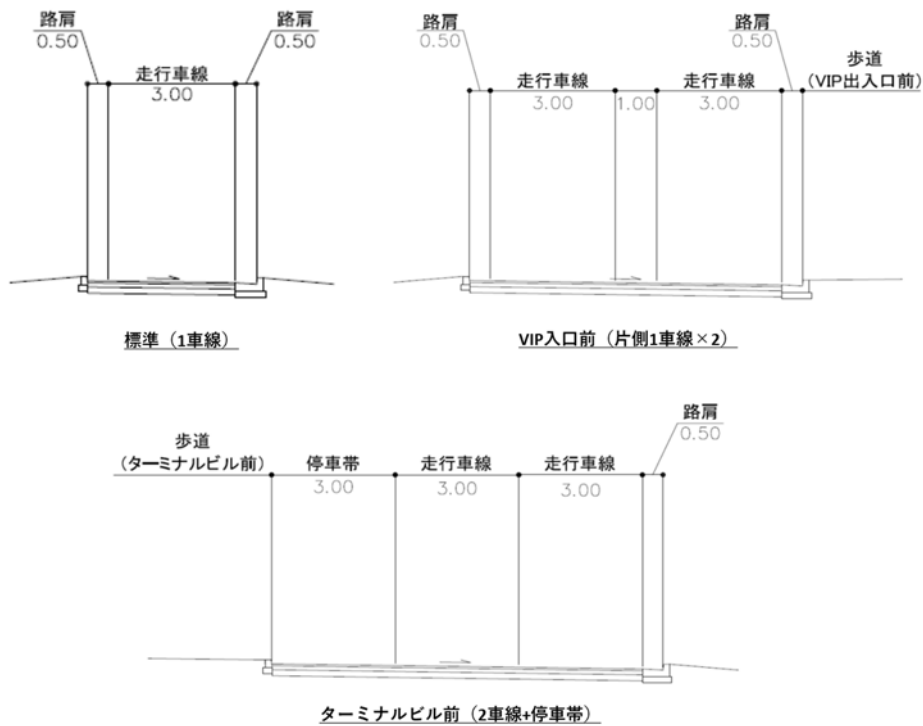 路肩
0.50
路肩
0.50
走行車線
3.00
標準（1車線）
路肩
0.50
路肩
0.50
歩道
(VIP出入口前)
走行車線
3.00
1.00
走行車線
3.00
VIP入口前（片側1車線×2）
路肩
0.50
歩道
(ターミナルビル前)
停車帯
3.00
走行車線
3.00
走行車線
3.00
ターミナルビル前（2車線+停車帯）